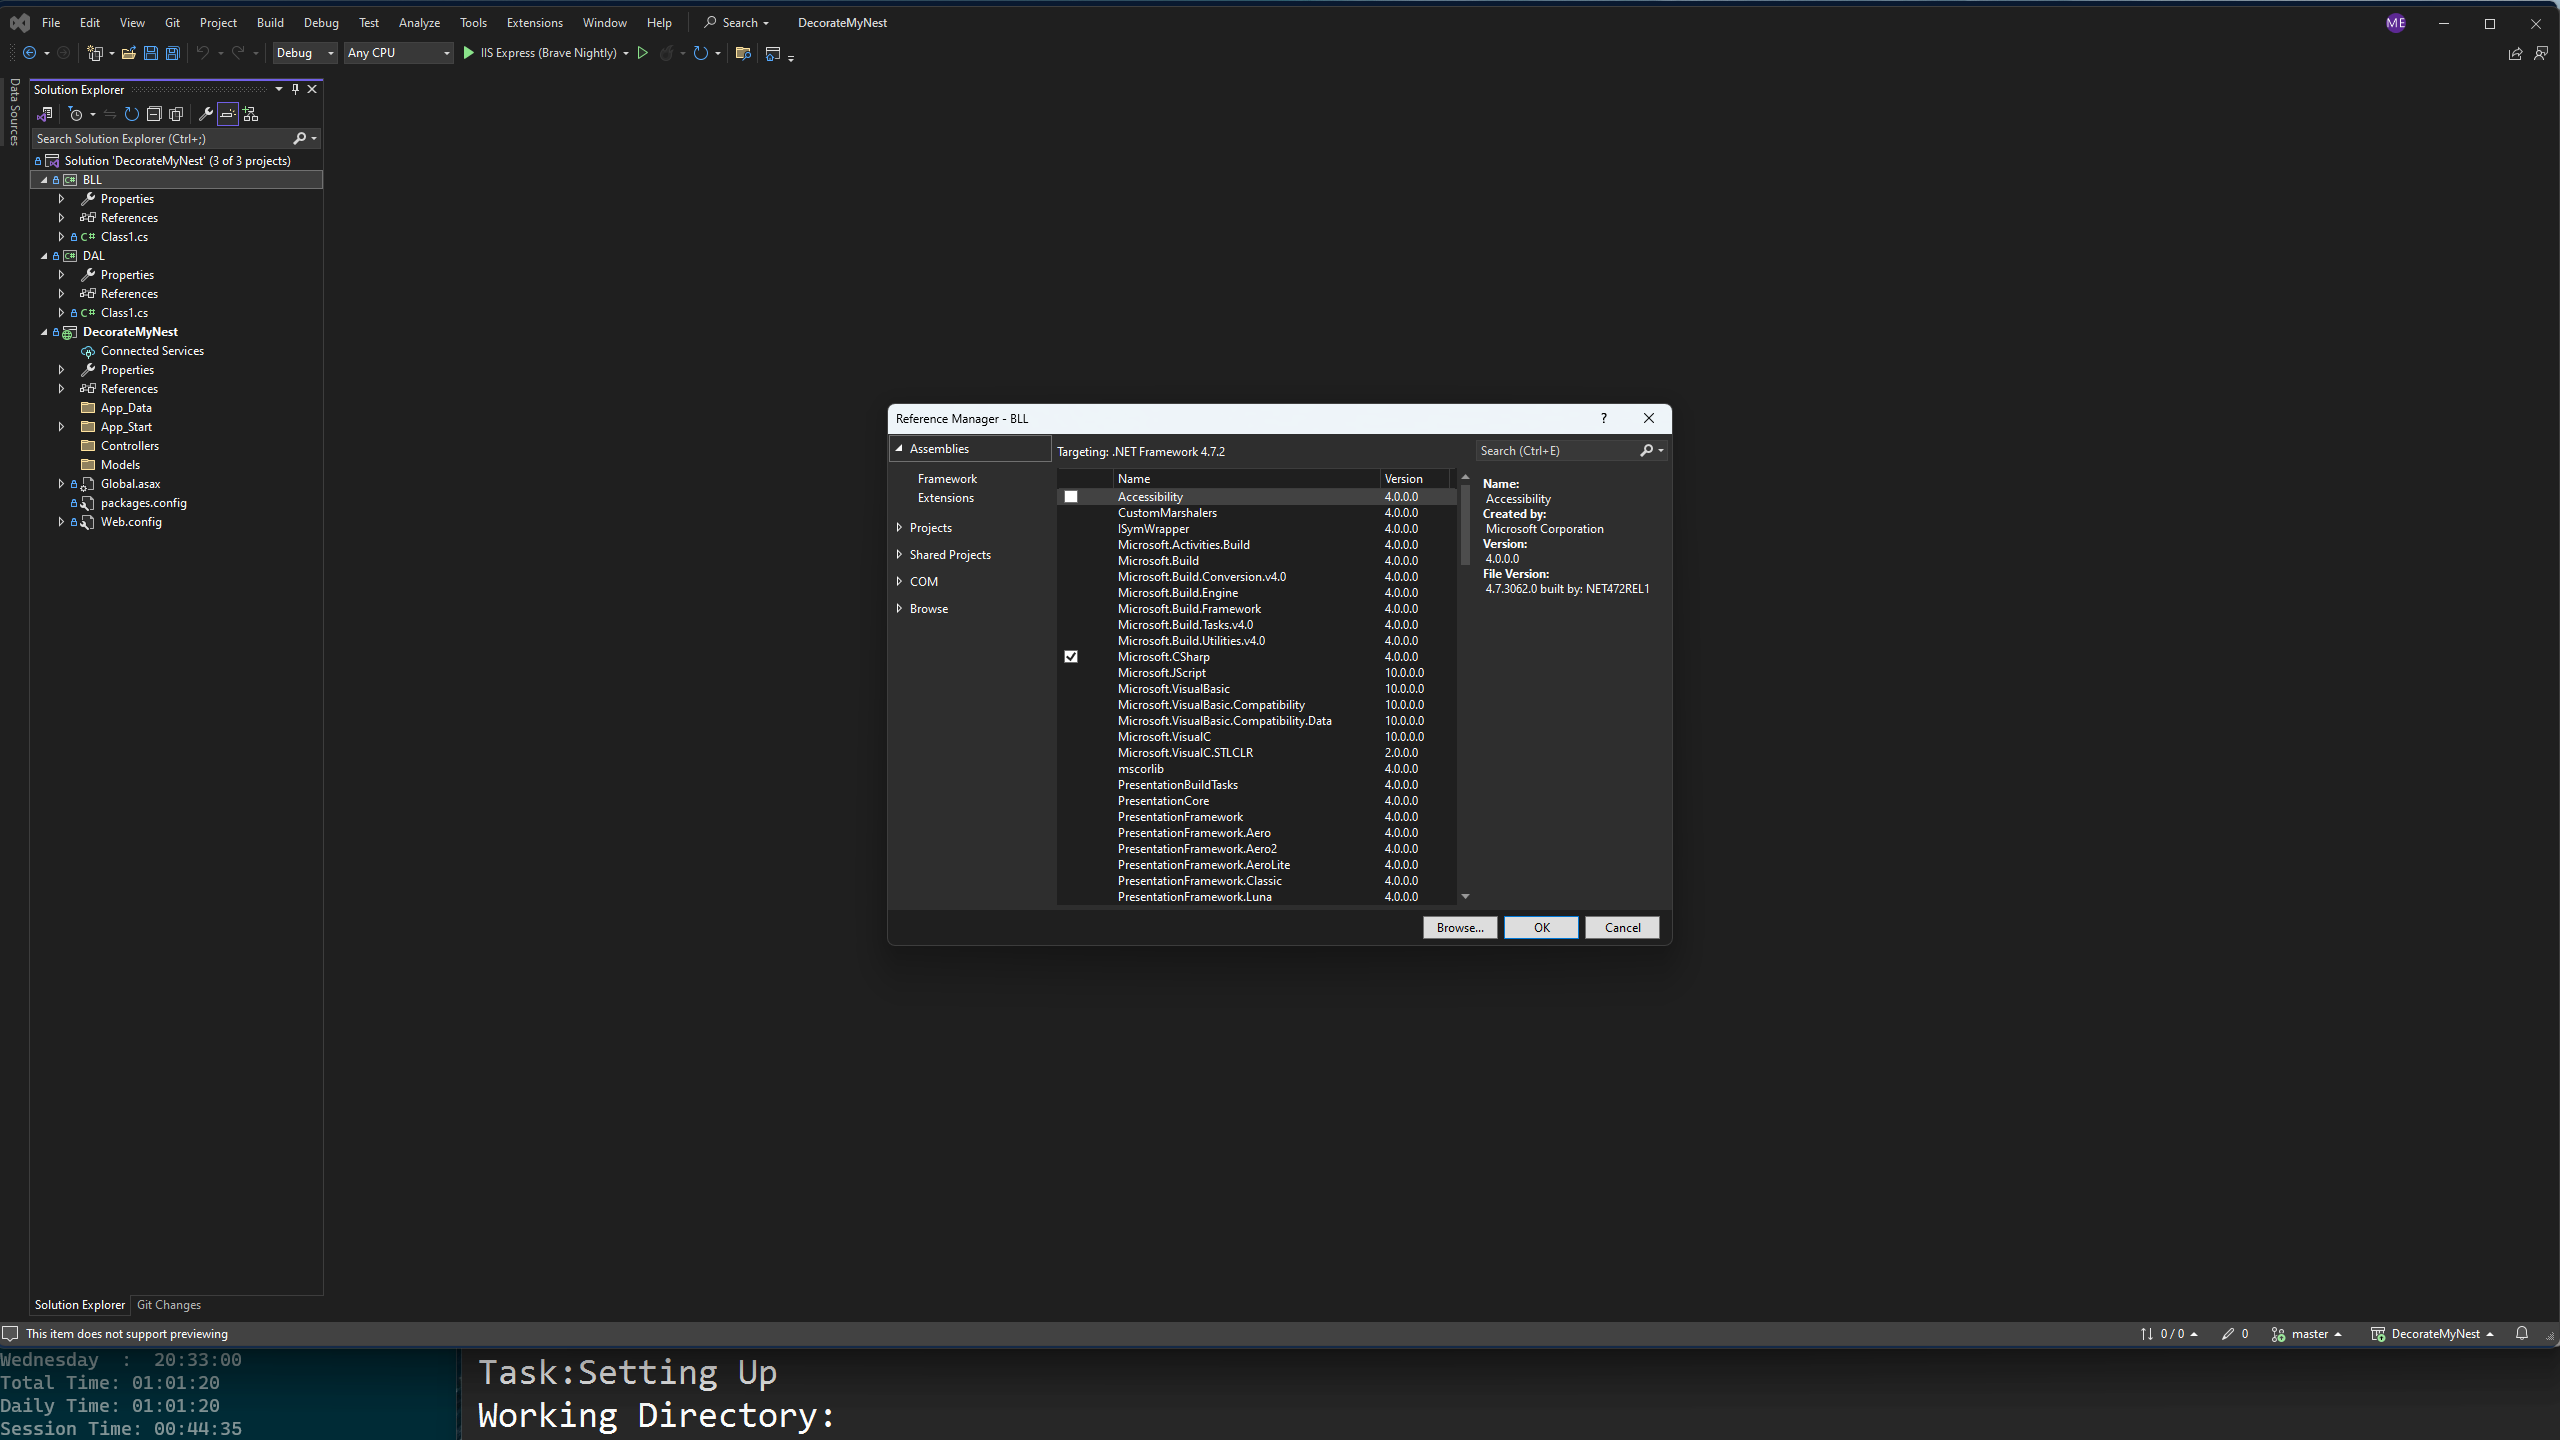 File Edit View Git Project Build Debug Test Analyze Tools Extensions Window Help Search DecorateMyNest ME
Debug Any CPU IIS Express (Brave Nightly)
Data Sources
Solution Explorer
Search Solution Explorer (Ctrl+;)
Solution 'DecorateMyNest' (3 of 3 projects)
C# BLL
Properties
References
C# Class1.cs
C# DAL
Properties
References
C# Class1.cs
DecorateMyNest
Connected Services
Properties
References
App_Data
App_Start
Controllers
Models
Global.asax
packages.config
Web.config
Reference Manager - BLL ?
Assemblies
Framework
Extensions
Projects
Shared Projects
COM
Browse
Targeting: .NET Framework 4.7.2
Search (Ctrl+E)
Name Version
Accessibility 4.0.0.0
CustomMarshalers 4.0.0.0
ISymWrapper 4.0.0.0
Microsoft.Activities.Build 4.0.0.0
Microsoft.Build 4.0.0.0
Microsoft.Build.Conversion.v4.0 4.0.0.0
Microsoft.Build.Engine 4.0.0.0
Microsoft.Build.Framework 4.0.0.0
Microsoft.Build.Tasks.v4.0 4.0.0.0
Microsoft.Build.Utilities.v4.0 4.0.0.0
Microsoft.CSharp 4.0.0.0
Microsoft.JScript 10.0.0.0
Microsoft.VisualBasic 10.0.0.0
Microsoft.VisualBasic.Compatibility 10.0.0.0
Microsoft.VisualBasic.Compatibility.Data 10.0.0.0
Microsoft.VisualC 10.0.0.0
Microsoft.VisualC.STLCLR 2.0.0.0
mscorlib 4.0.0.0
PresentationBuildTasks 4.0.0.0
PresentationCore 4.0.0.0
PresentationFramework 4.0.0.0
PresentationFramework.Aero 4.0.0.0
PresentationFramework.Aero2 4.0.0.0
PresentationFramework.AeroLite 4.0.0.0
PresentationFramework.Classic 4.0.0.0
PresentationFramework.Luna 4.0.0.0
Name:
Accessibility
Created by:
Microsoft Corporation
Version:
4.0.0.0
File Version:
4.7.3062.0 built by: NET472REL1
Browse... OK Cancel
Solution Explorer Git Changes
This item does not support previewing
0 / 0 0 master DecorateMyNest
Wednesday : 20:33:00
Total Time: 01:01:20
Daily Time: 01:01:20
Session Time: 00:44:35
Task:Setting Up
Working Directory: